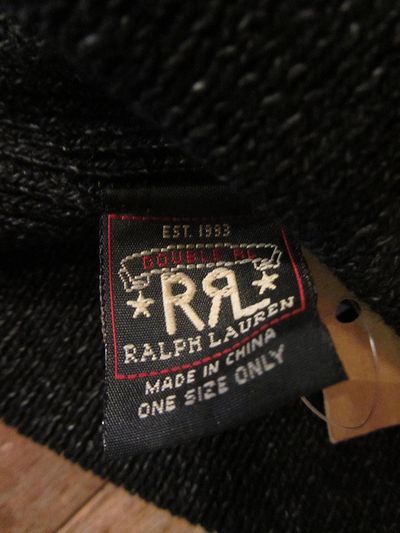 EST. 1993
DOUBLE RL
RRL
RALPH LAUREN
MADE IN CHINA
ONE SIZE ONLY